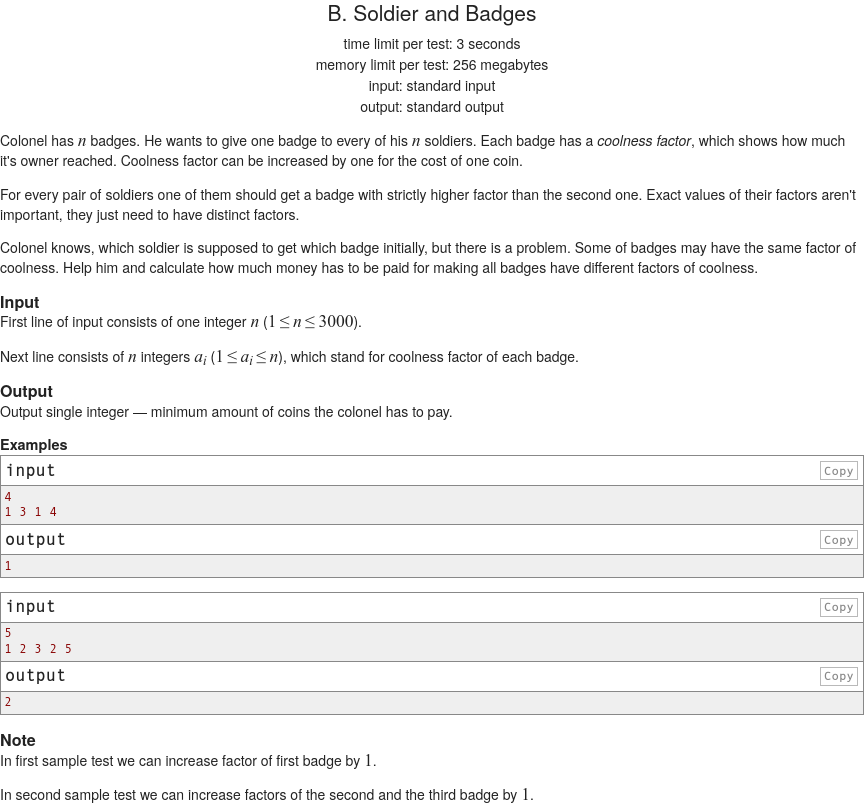 B. Soldier and Badges
time limit per test: 3 seconds
memory limit per test: 256 megabytes
input: standard input
output: standard output
Colonel has n badges. He wants to give one badge to every of his n soldiers. Each badge has a coolness factor, which shows how much
it's owner reached. Coolness factor can be increased by one for the cost of one coin.
For every pair of soldiers one of them should get a badge with strictly higher factor than the second one. Exact values of their factors aren't
important, they just need to have distinct factors.
Colonel knows, which soldier is supposed to get which badge initially, but there is a problem. Some of badges may have the same factor of
coolness. Help him and calculate how much money has to be paid for making all badges have different factors of coolness.
Input
First line of input consists of one integer n (1 ≤ n ≤ 3000).
Next line consists of n integers a_i (1 ≤ a_i ≤ n), which stand for coolness factor of each badge.
Output
Output single integer — minimum amount of coins the colonel has to pay.
Examples
input Copy
4
1 3 1 4
output Copy
1
input Copy
5
1 2 3 2 5
output Copy
2
Note
In first sample test we can increase factor of first badge by 1.
In second sample test we can increase factors of the second and the third badge by 1.